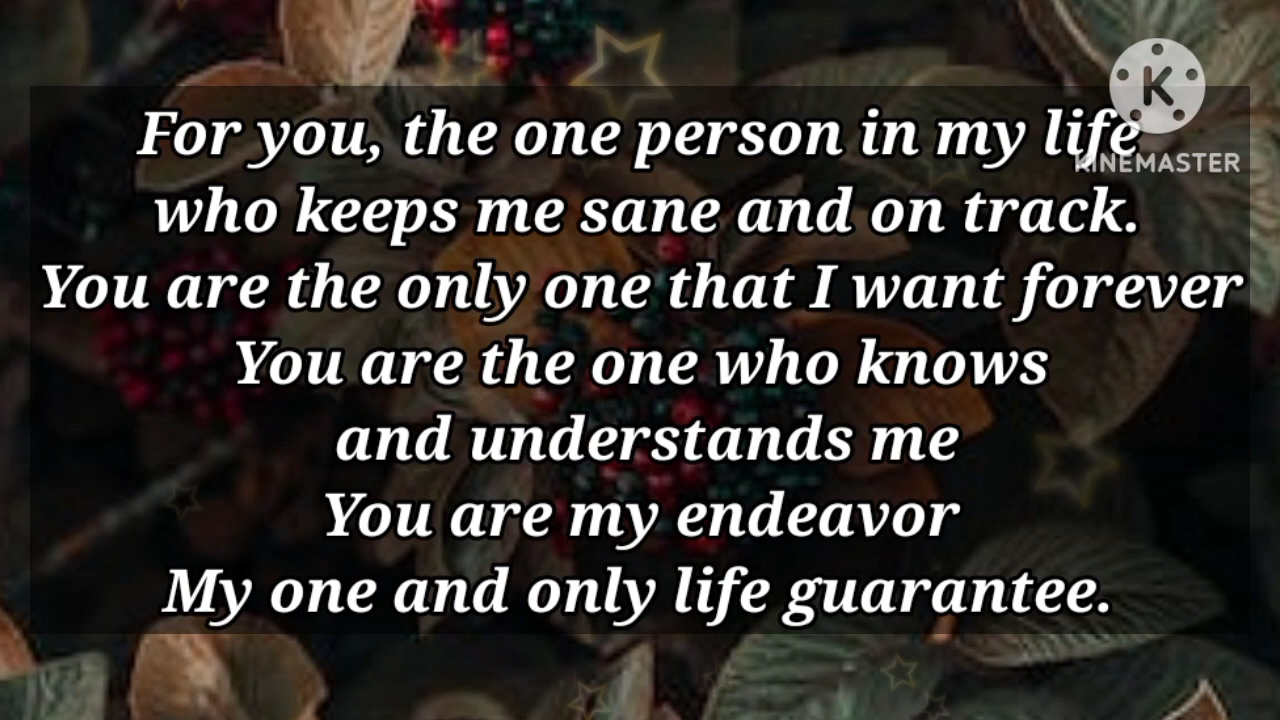 For you, the one person in my life
who keeps me sane and on track.
You are the only one that I want forever
You are the one who knows
and understands me
You are my endeavor
My one and only life guarantee.
K
KINEMASTER